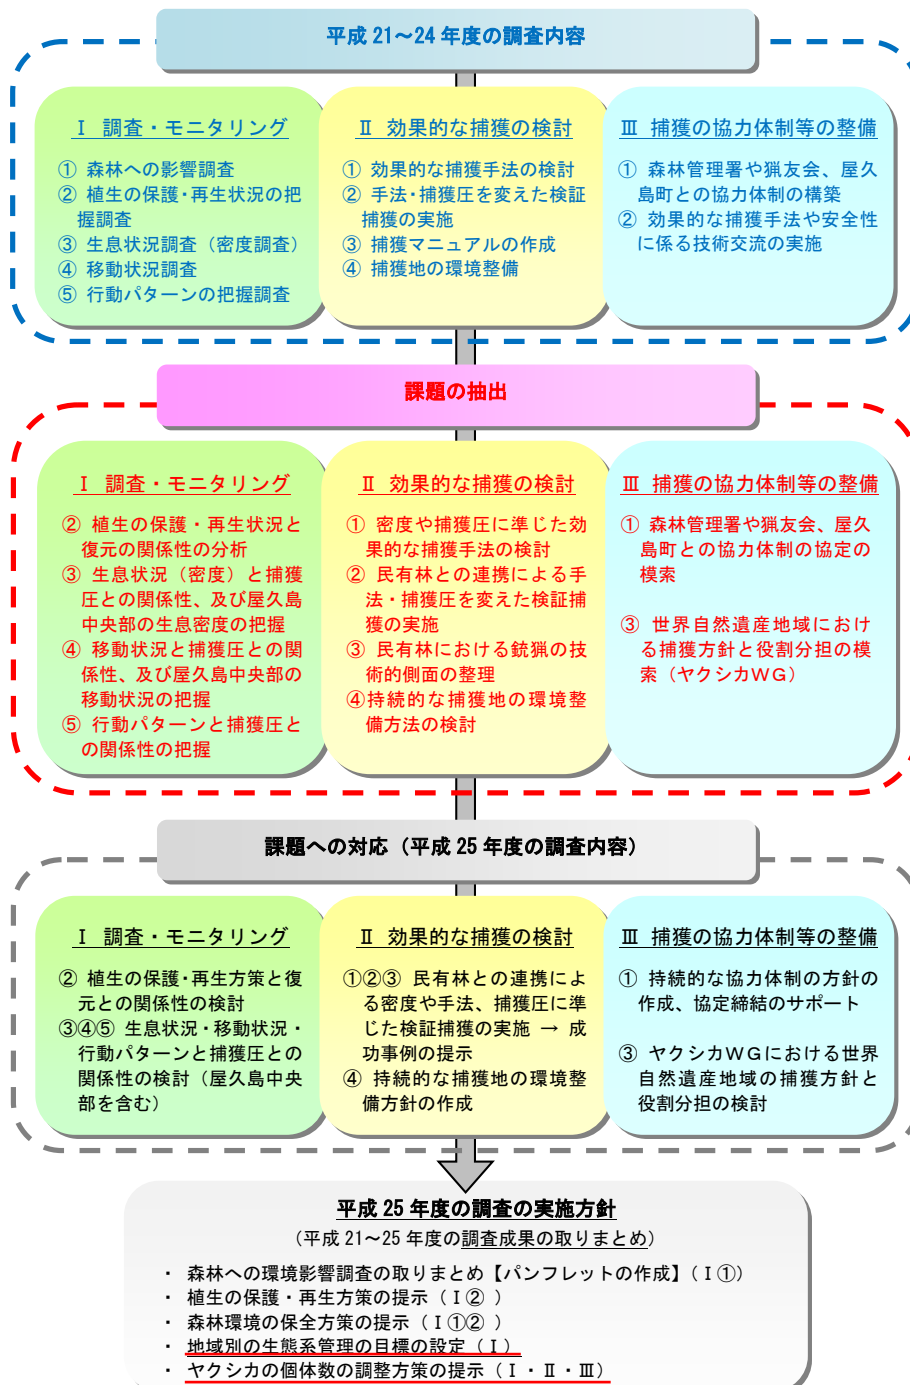 平成 21～24 年度の調査内容
Ⅰ 調査・モニタリング
① 森林への影響調査
② 植生の保護・再生状況の把
握調査
③ 生息状況調査（密度調査）
④ 移動状況調査
⑤ 行動パターンの把握調査
Ⅱ 効果的な捕獲の検討
① 効果的な捕獲手法の検討
② 手法・捕獲圧を変えた検証
捕獲の実施
③ 捕獲マニュアルの作成
④ 捕獲地の環境整備
Ⅲ 捕獲の協力体制等の整備
① 森林管理署や猟友会、屋久
島町との協力体制の構築
② 効果的な捕獲手法や安全性
に係る技術交流の実施
課題の抽出
Ⅰ 調査・モニタリング
② 植生の保護・再生状況と
復元の関係性の分析
③ 生息状況（密度）と捕獲
圧との関係性、及び屋久島
中央部の生息密度の把握
④ 移動状況と捕獲圧との関
係性、及び屋久島中央部の
移動状況の把握
⑤ 行動パターンと捕獲圧と
の関係性の把握
Ⅱ 効果的な捕獲の検討
① 密度や捕獲圧に準じた効
果的な捕獲手法の検討
② 民有林との連携による手
法・捕獲圧を変えた検証捕
獲の実施
③ 民有林における銃猟の技
術的側面の整理
④持続的な捕獲地の環境整
備方法の検討
Ⅲ 捕獲の協力体制等の整備
① 森林管理署や猟友会、屋久
島町との協力体制の協定の
模索
③ 世界自然遺産地域におけ
る捕獲方針と役割分担の模
索（ヤクシカＷＧ）
課題への対応（平成 25 年度の調査内容）
Ⅰ 調査・モニタリング
② 植生の保護・再生方策と復
元との関係性の検討
③④⑤ 生息状況・移動状況・
行動パターンと捕獲圧との
関係性の検討（屋久島中央
部を含む）
Ⅱ 効果的な捕獲の検討
①②③ 民有林との連携によ
る密度や手法、捕獲圧に準
じた検証捕獲の実施 → 成
功事例の提示
④ 持続的な捕獲地の環境整
備方針の作成
Ⅲ 捕獲の協力体制等の整備
① 持続的な協力体制の方針の
作成、協定締結のサポート
③ ヤクシカＷＧにおける世界
自然遺産地域の捕獲方針と
役割分担の検討
平成 25 年度の調査の実施方針
（平成 21～25 年度の調査成果の取りまとめ）
・ 森林への環境影響調査の取りまとめ【パンフレットの作成】（Ⅰ①）
・ 植生の保護・再生方策の提示（Ⅰ② ）
・ 森林環境の保全方策の提示（Ⅰ①② ）
・ 地域別の生態系管理の目標の設定（Ⅰ）
・ ヤクシカの個体数の調整方策の提示（Ⅰ・Ⅱ・Ⅲ）